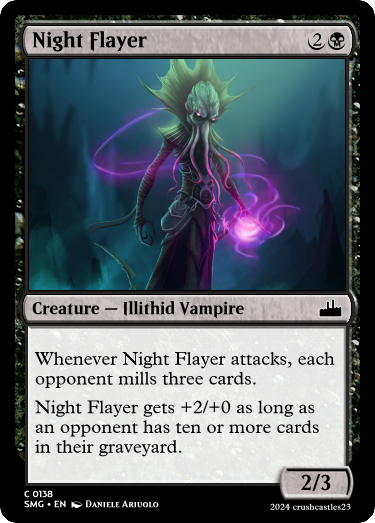 Night Flayer 2
Creature — Illithid Vampire
Whenever Night Flayer attacks, each
opponent mills three cards.
Night Flayer gets +2/+0 as long as
an opponent has ten or more cards
in their graveyard.
2/3
C 0138
SMG • EN Daniele Ariuolo
2024 crushcastles23